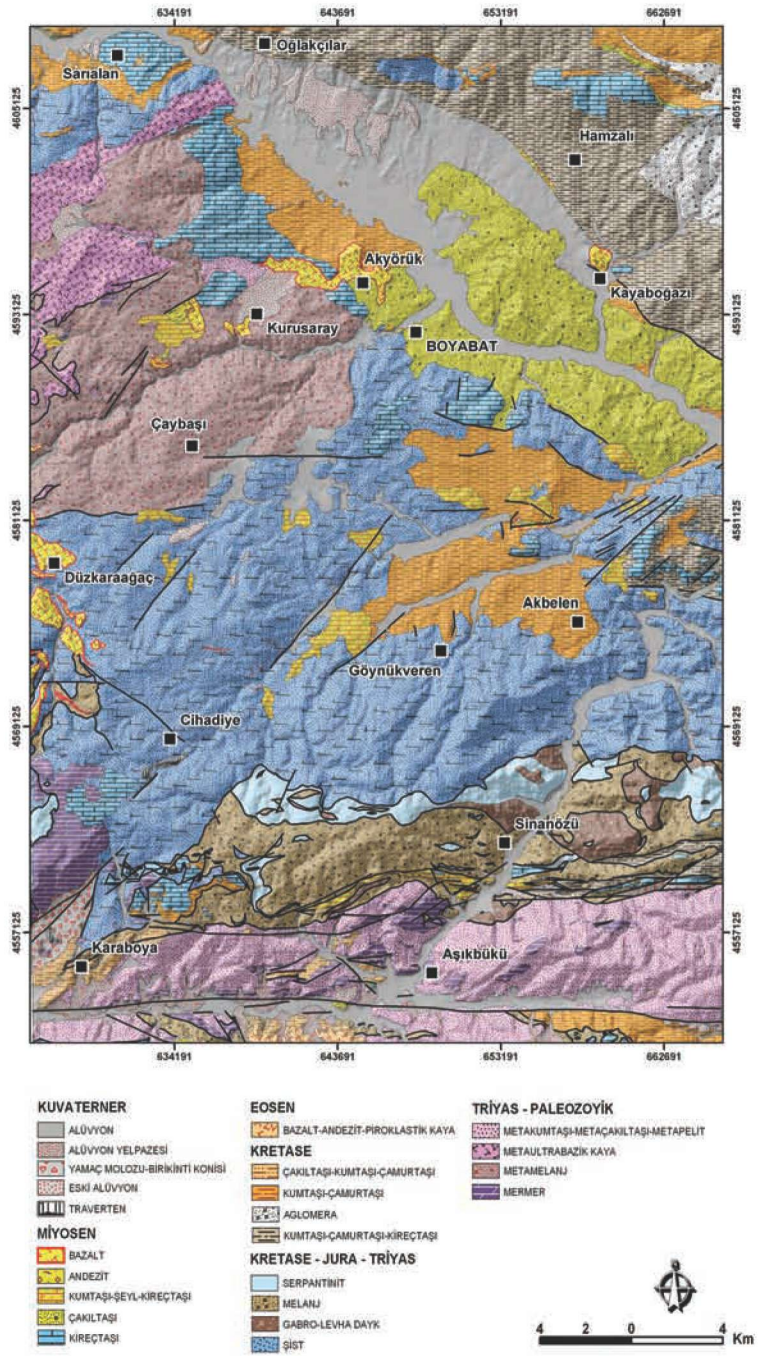 634191 643691 653191 662691
Oğlakçılar
Sarıalan
4605125 4605125
Hamzalı
Akyörük
Kayaboğazı
4593125 4593125
Kurusaray
BOYABAT
Çaybaşı
4581125 4581125
Düzkaraağaç
Akbelen
Göynükveren
4569125 4569125
Cihadiye
Sinanözü
4557125 4557125
Karaboya
Aşıkbükü
634191 643691 653191 662691
KUVATERNER
ALÜVYON
ALÜVYON YELPAZESİ
YAMAÇ MOLOZU-BİRİKİNTİ KONİSİ
ESKİ ALÜVYON
TRAVERTEN
MİYOSEN
BAZALT
ANDEZİT
KUMTAŞI-ŞEYL-KİREÇTAŞI
ÇAKILTAŞI
KİREÇTAŞI
EOSEN
BAZALT-ANDEZİT-PİROKLASTİK KAYA
KRETASE
ÇAKILTAŞI-KUMTAŞI-ÇAMURTAŞI
KUMTAŞI-ÇAMURTAŞI
AGLOMERA
KUMTAŞI-ÇAMURTAŞI-KİREÇTAŞI
KRETASE - JURA - TRİYAS
SERPANTİNİT
MELANJ
GABRO-LEVHA DAYK
ŞİST
TRİYAS - PALEOZOYİK
METAKUMTAŞI-METAÇAKILTAŞI-METAPELİT
METAULTRABAZİK KAYA
METAMELANJ
MERMER
4 2 0 4 Km